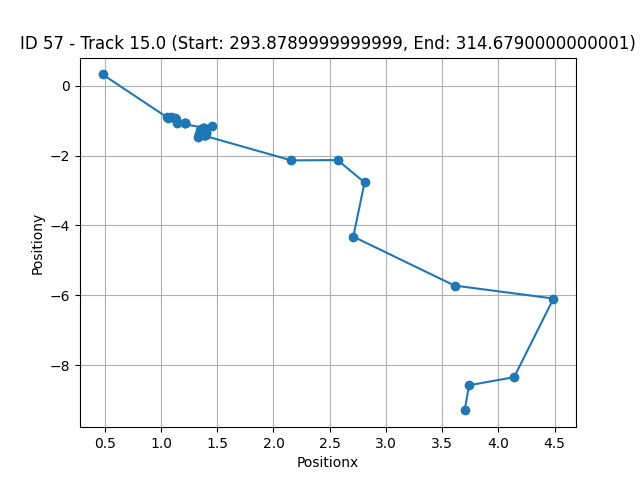 ID 57 - Track 15.0 (Start: 293.8789999999999, End: 314.6790000000001)
0
−2
−4
−6
−8
Positiony
0.5 1.0 1.5 2.0 2.5 3.0 3.5 4.0 4.5
Positionx